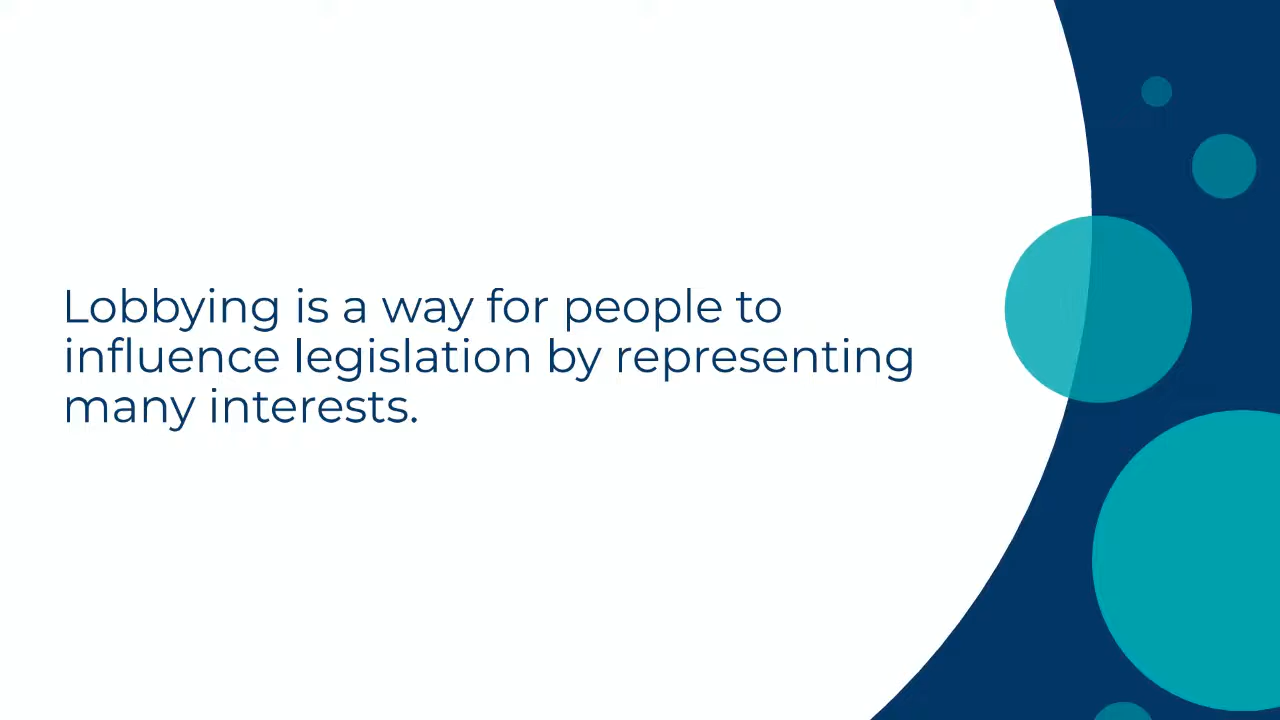 Lobbying is a way for people to
influence legislation by representing
many interests.